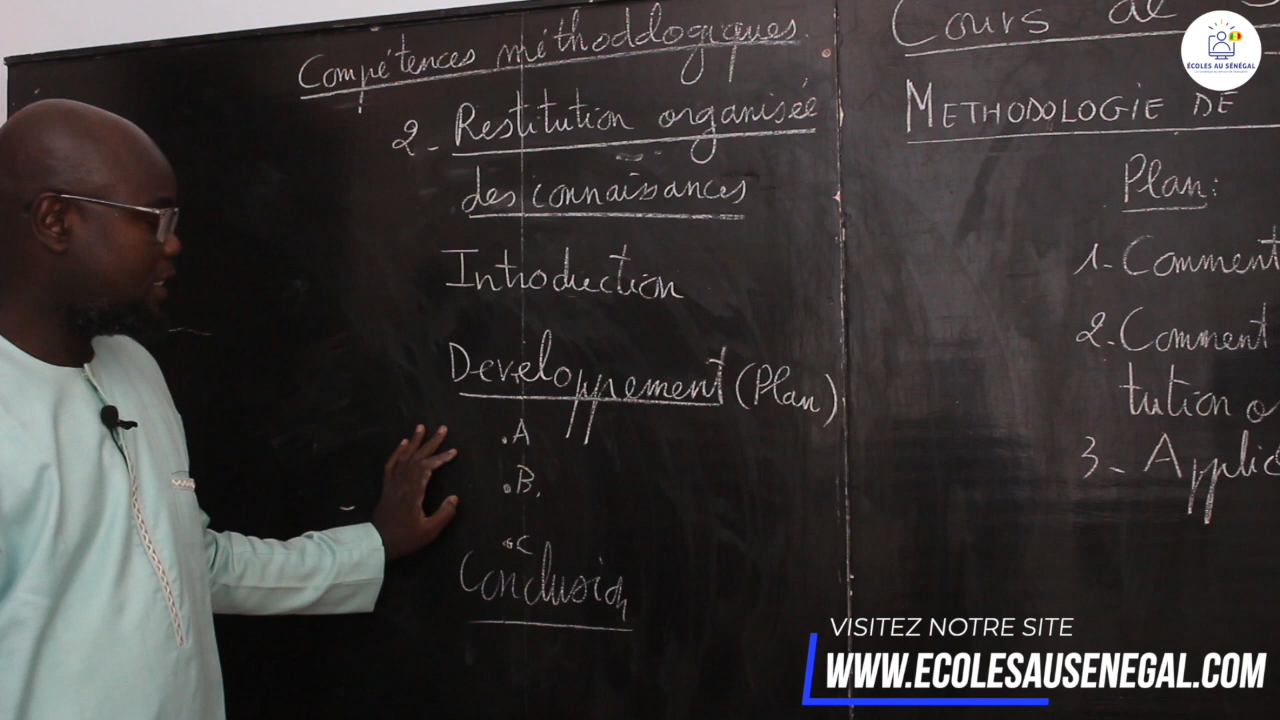 Compétences méthodologiques
2- Restitution organisée
des connaissances
Introduction
Developpement (Plan)
.A
.B.
.C
Conclusion
Cours de
METHODOLOGIE DE
Plan:
1- Comment
2- Comment
tution o
3- Applic
ÉCOLES AU SÉNÉGAL
VISITEZ NOTRE SITE
WWW.ECOLESAUSENEGAL.COM